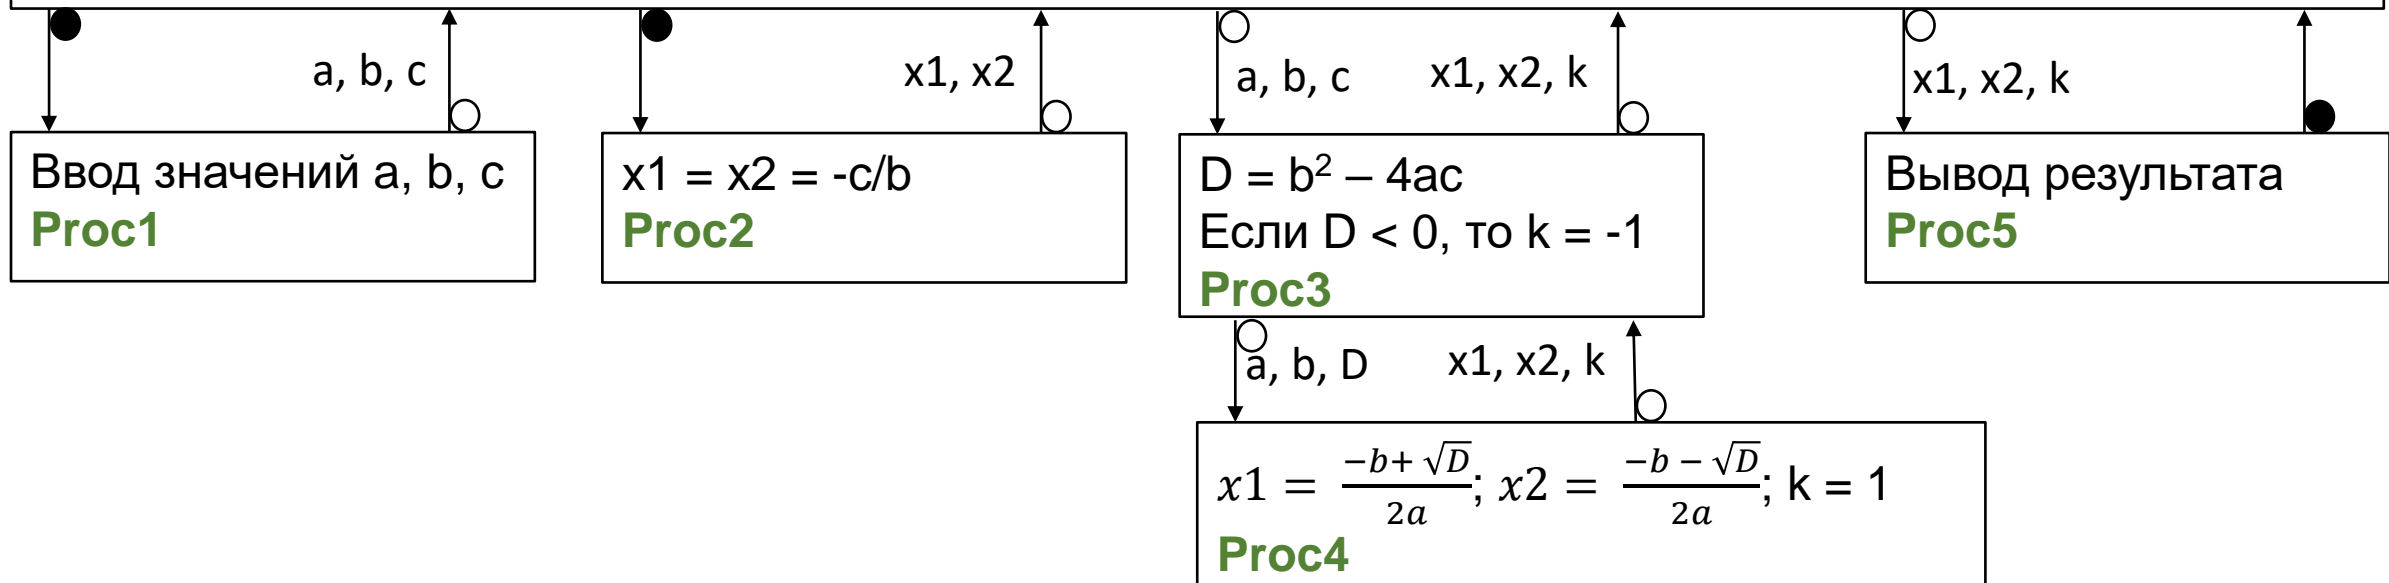 a, b, c
x1, x2
a, b, c
x1, x2, k
x1, x2, k
Ввод значений a, b, c
Proc1
x1 = x2 = -c/b
Proc2
D = b² – 4ac
Если D < 0, то k = -1
Proc3
Вывод результата
Proc5
a, b, D
x1, x2, k
x1 = (−b + √D)/2a; x2 = (−b − √D)/2a; k = 1
Proc4